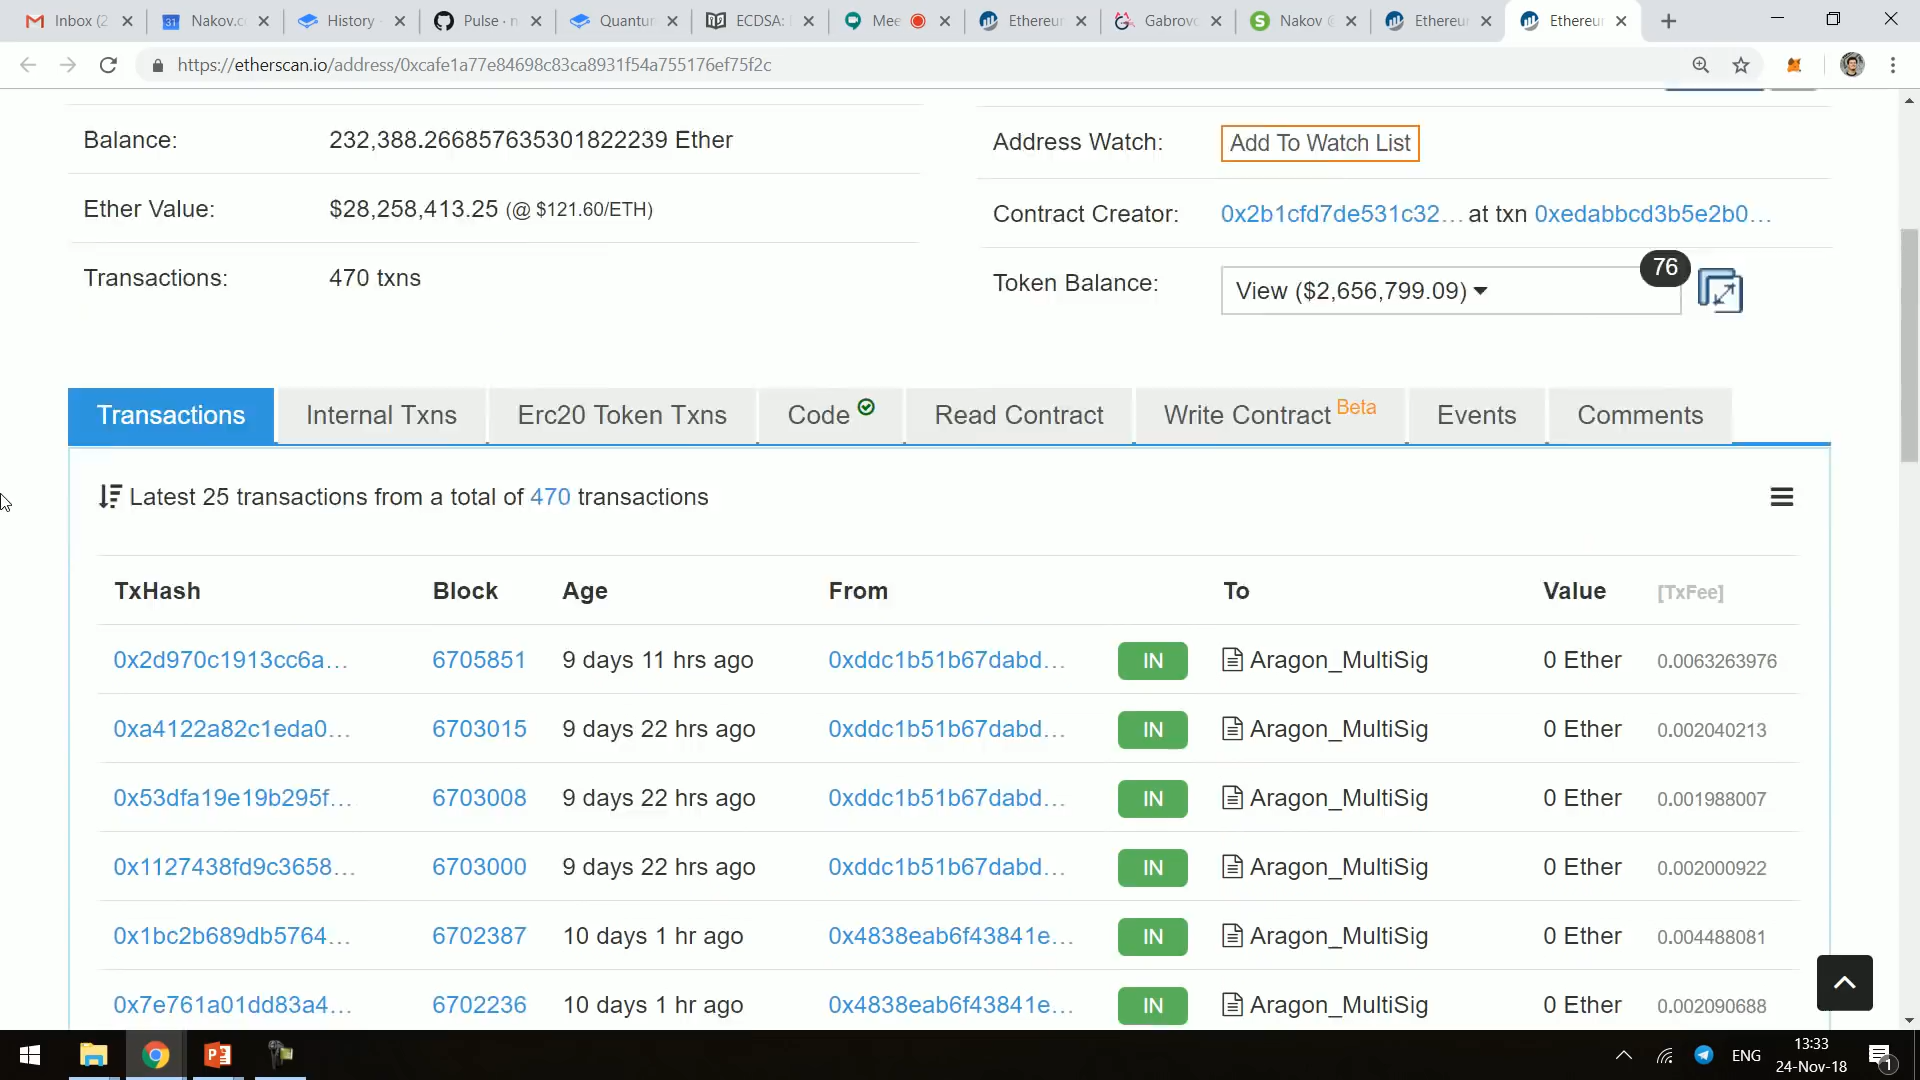 Inbox (2
Nakov.c
History -
Pulse · n
Quantur
ECDSA:
Mee
Ethereur
Gabrovo
Nakov @
Ethereur
Ethereur
https://etherscan.io/address/0xcafe1a77e84698c83ca8931f54a755176ef75f2c
Balance: 232,388.266857635301822239 Ether
Ether Value: $28,258,413.25 (@ $121.60/ETH)
Transactions: 470 txns
Address Watch: Add To Watch List
Contract Creator: 0x2b1cfd7de531c32... at txn 0xedabbcd3b5e2b0...
Token Balance: View ($2,656,799.09) 76
Transactions Internal Txns Erc20 Token Txns Code Read Contract Write Contract Beta Events Comments
Latest 25 transactions from a total of 470 transactions
TxHash Block Age From To Value [TxFee]
0x2d970c1913cc6a... 6705851 9 days 11 hrs ago 0xddc1b51b67dabd... IN Aragon_MultiSig 0 Ether 0.0063263976
0xa4122a82c1eda0... 6703015 9 days 22 hrs ago 0xddc1b51b67dabd... IN Aragon_MultiSig 0 Ether 0.002040213
0x53dfa19e19b295f... 6703008 9 days 22 hrs ago 0xddc1b51b67dabd... IN Aragon_MultiSig 0 Ether 0.001988007
0x1127438fd9c3658... 6703000 9 days 22 hrs ago 0xddc1b51b67dabd... IN Aragon_MultiSig 0 Ether 0.002000922
0x1bc2b689db5764... 6702387 10 days 1 hr ago 0x4838eab6f43841e... IN Aragon_MultiSig 0 Ether 0.004488081
0x7e761a01dd83a4... 6702236 10 days 1 hr ago 0x4838eab6f43841e... IN Aragon_MultiSig 0 Ether 0.002090688
ENG
13:33
24-Nov-18
1